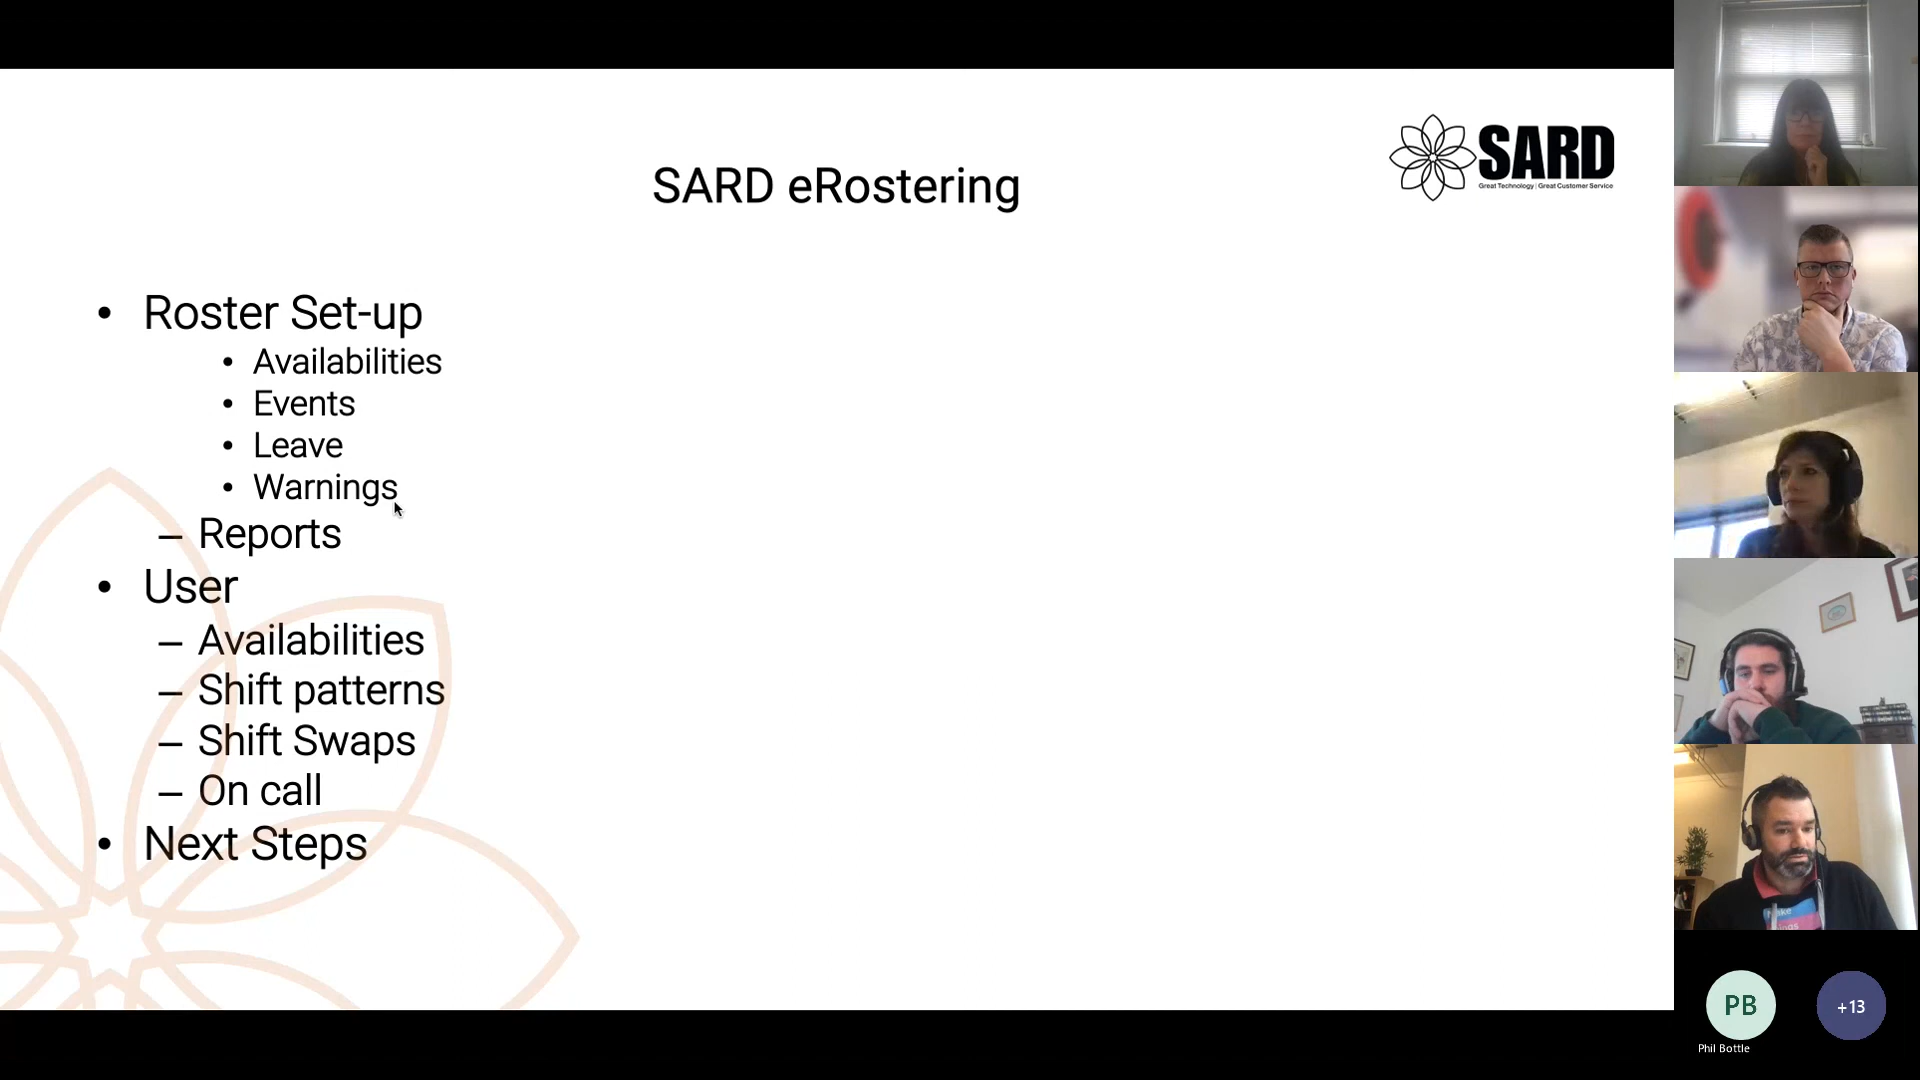 SARD
Great Technology | Great Customer Service
SARD eRostering
• Roster Set-up
• Availabilities
• Events
• Leave
• Warnings
– Reports
• User
– Availabilities
– Shift patterns
– Shift Swaps
– On call
• Next Steps
PB
+13
Phil Bottle